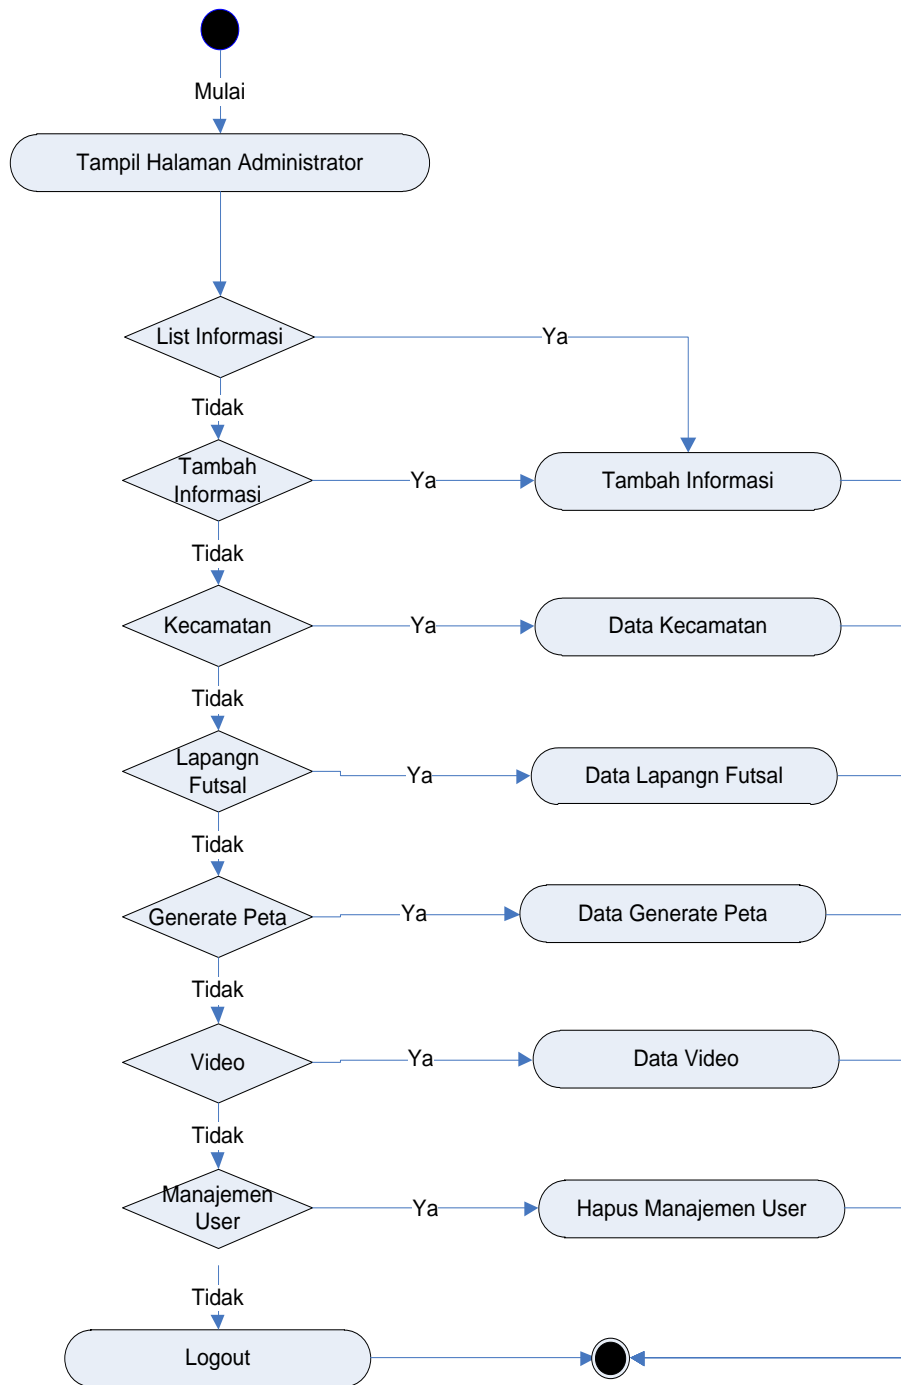 Mulai
Tampil Halaman Administrator
List Informasi
Ya
Tidak
Tambah
Informasi
Ya
Tambah Informasi
Tidak
Kecamatan
Ya
Data Kecamatan
Tidak
Lapangn
Futsal
Ya
Data Lapangn Futsal
Tidak
Generate Peta
Ya
Data Generate Peta
Tidak
Video
Ya
Data Video
Tidak
Manajemen
User
Ya
Hapus Manajemen User
Tidak
Logout